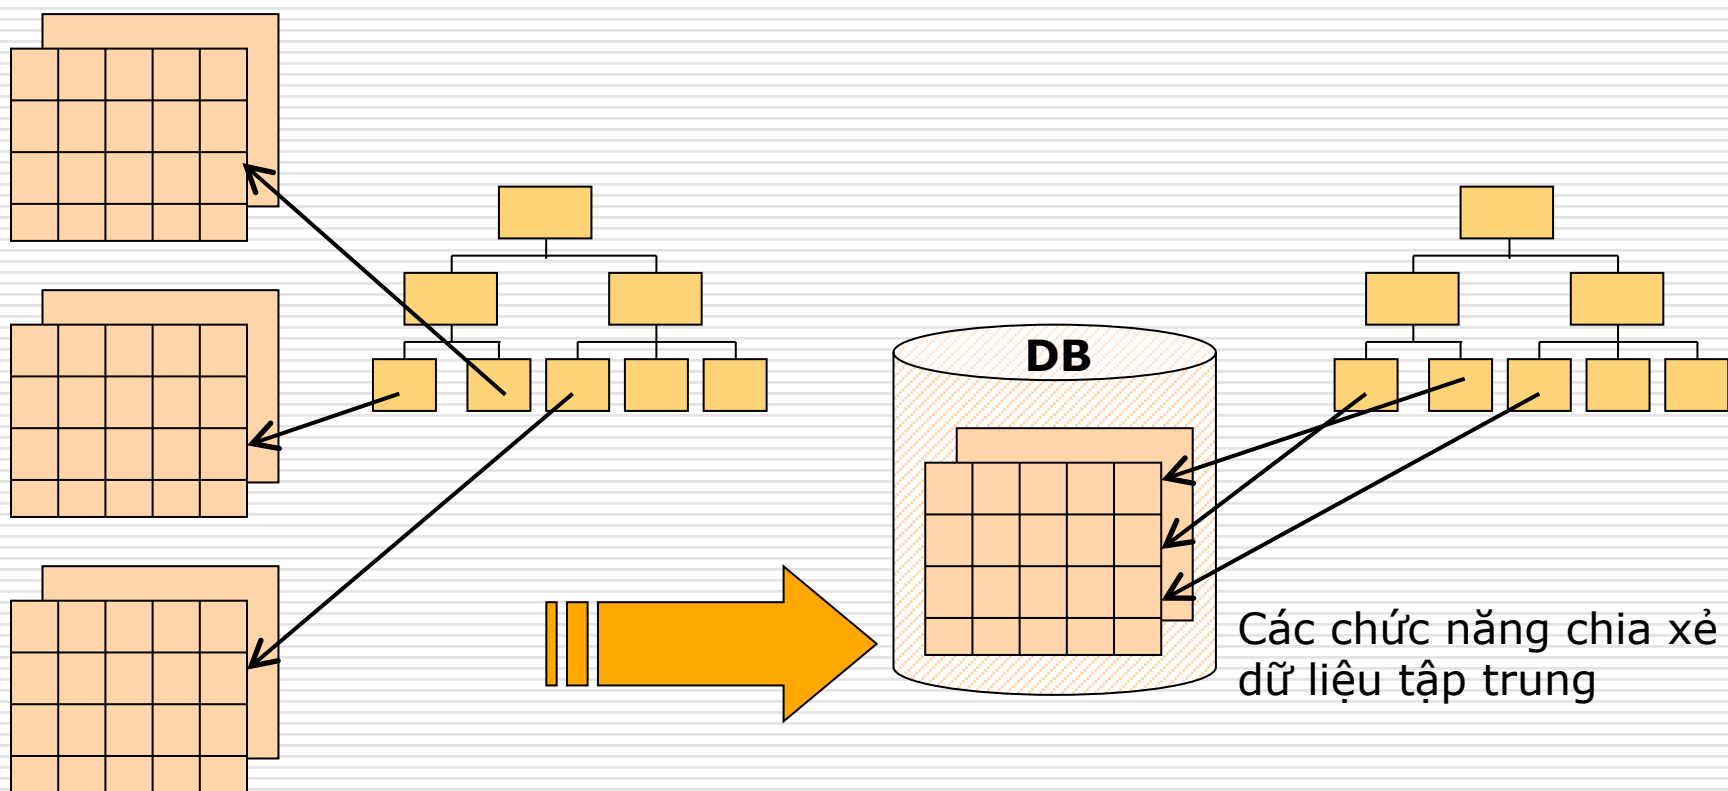 DB
Các chức năng chia xẻ
dữ liệu tập trung